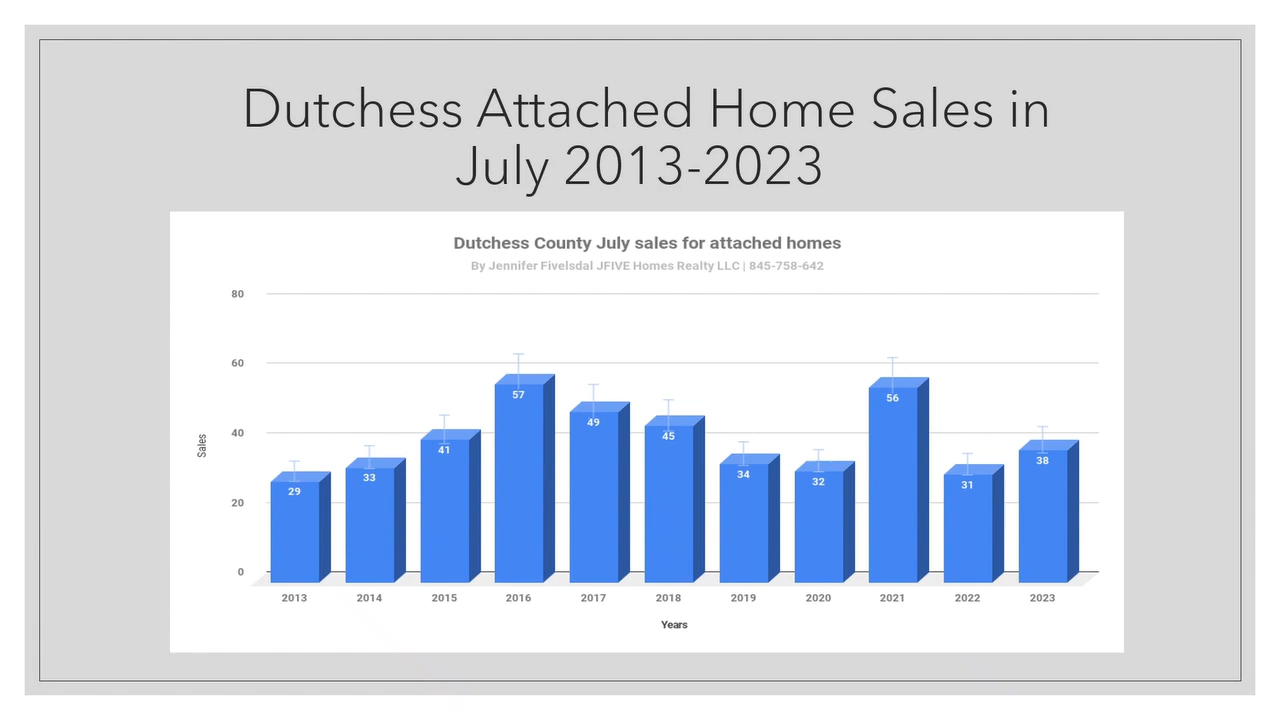 Dutchess Attached Home Sales in
July 2013-2023
Dutchess County July sales for attached homes
By Jennifer Fivelsdal JFIVE Homes Realty LLC | 845-758-642
80
60
40
20
0
Sales
29
33
41
57
49
45
34
32
56
31
38
2013 2014 2015 2016 2017 2018 2019 2020 2021 2022 2023
Years